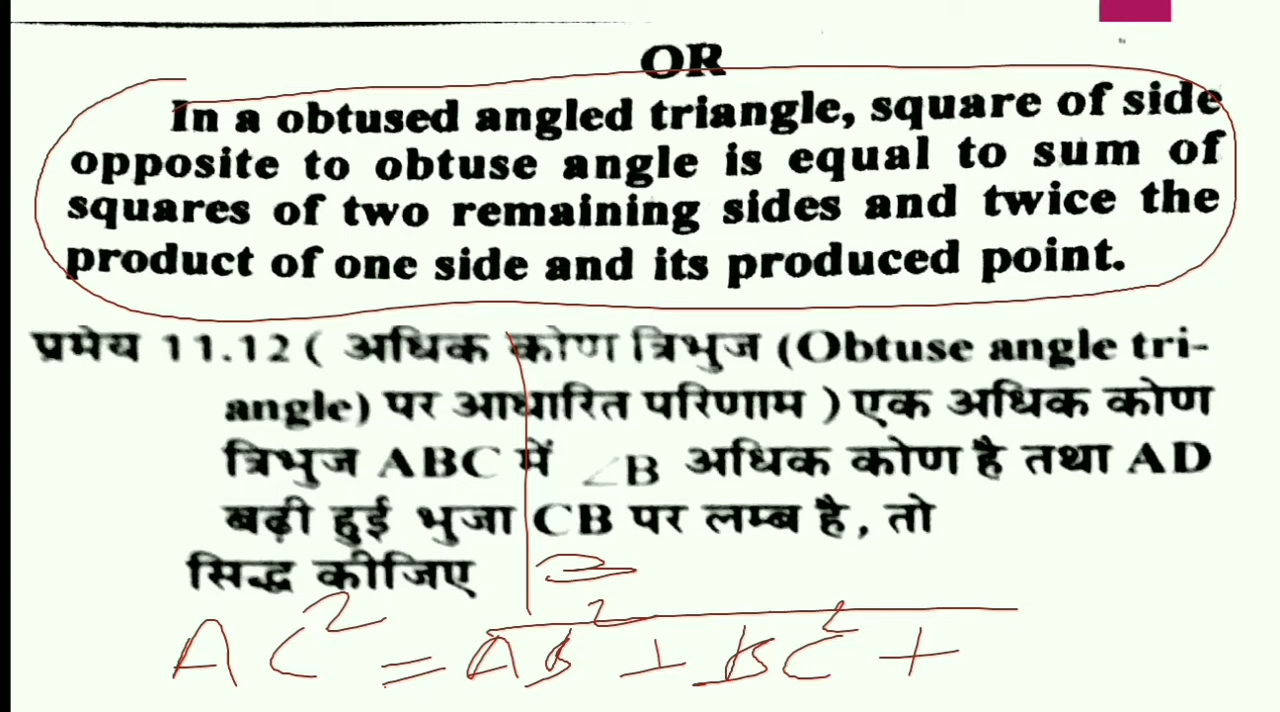 OR
In a obtused angled triangle, square of side
opposite to obtuse angle is equal to sum of
squares of two remaining sides and twice the
product of one side and its produced point.
प्रमेय 11.12 ( अधिक कोण त्रिभुज (Obtuse angle tri-
angle) पर आधारित परिणाम ) एक अधिक कोण
त्रिभुज ABC में ∠B अधिक कोण है तथा AD
बढ़ी हुई भुजा CB पर लम्ब है, तो
सिद्ध कीजिए
AC² = AB² + BC² +